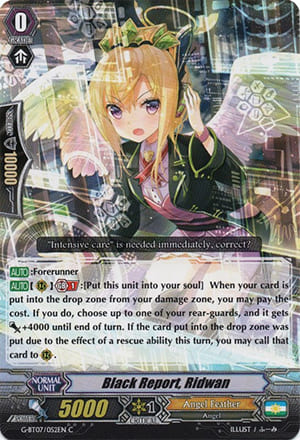 0
GRADE
10000
"Intensive care" is needed immediately, correct?
AUTO :Forerunner
AUTO [Put this unit into your soul] When your card is
put into the drop zone from your damage zone, you may pay the
cost. If you do, choose up to one of your rear-guards, and it gets
+4000 until end of turn. If the card put into the drop zone was
put due to the effect of a rescue ability this turn, you may call that
card to
NORMAL
UNIT
Black Report, Ridwan
POWER
5000
CRITICAL
1
Angel Feather
Angel
G-BT07/052EN C
ILLUST